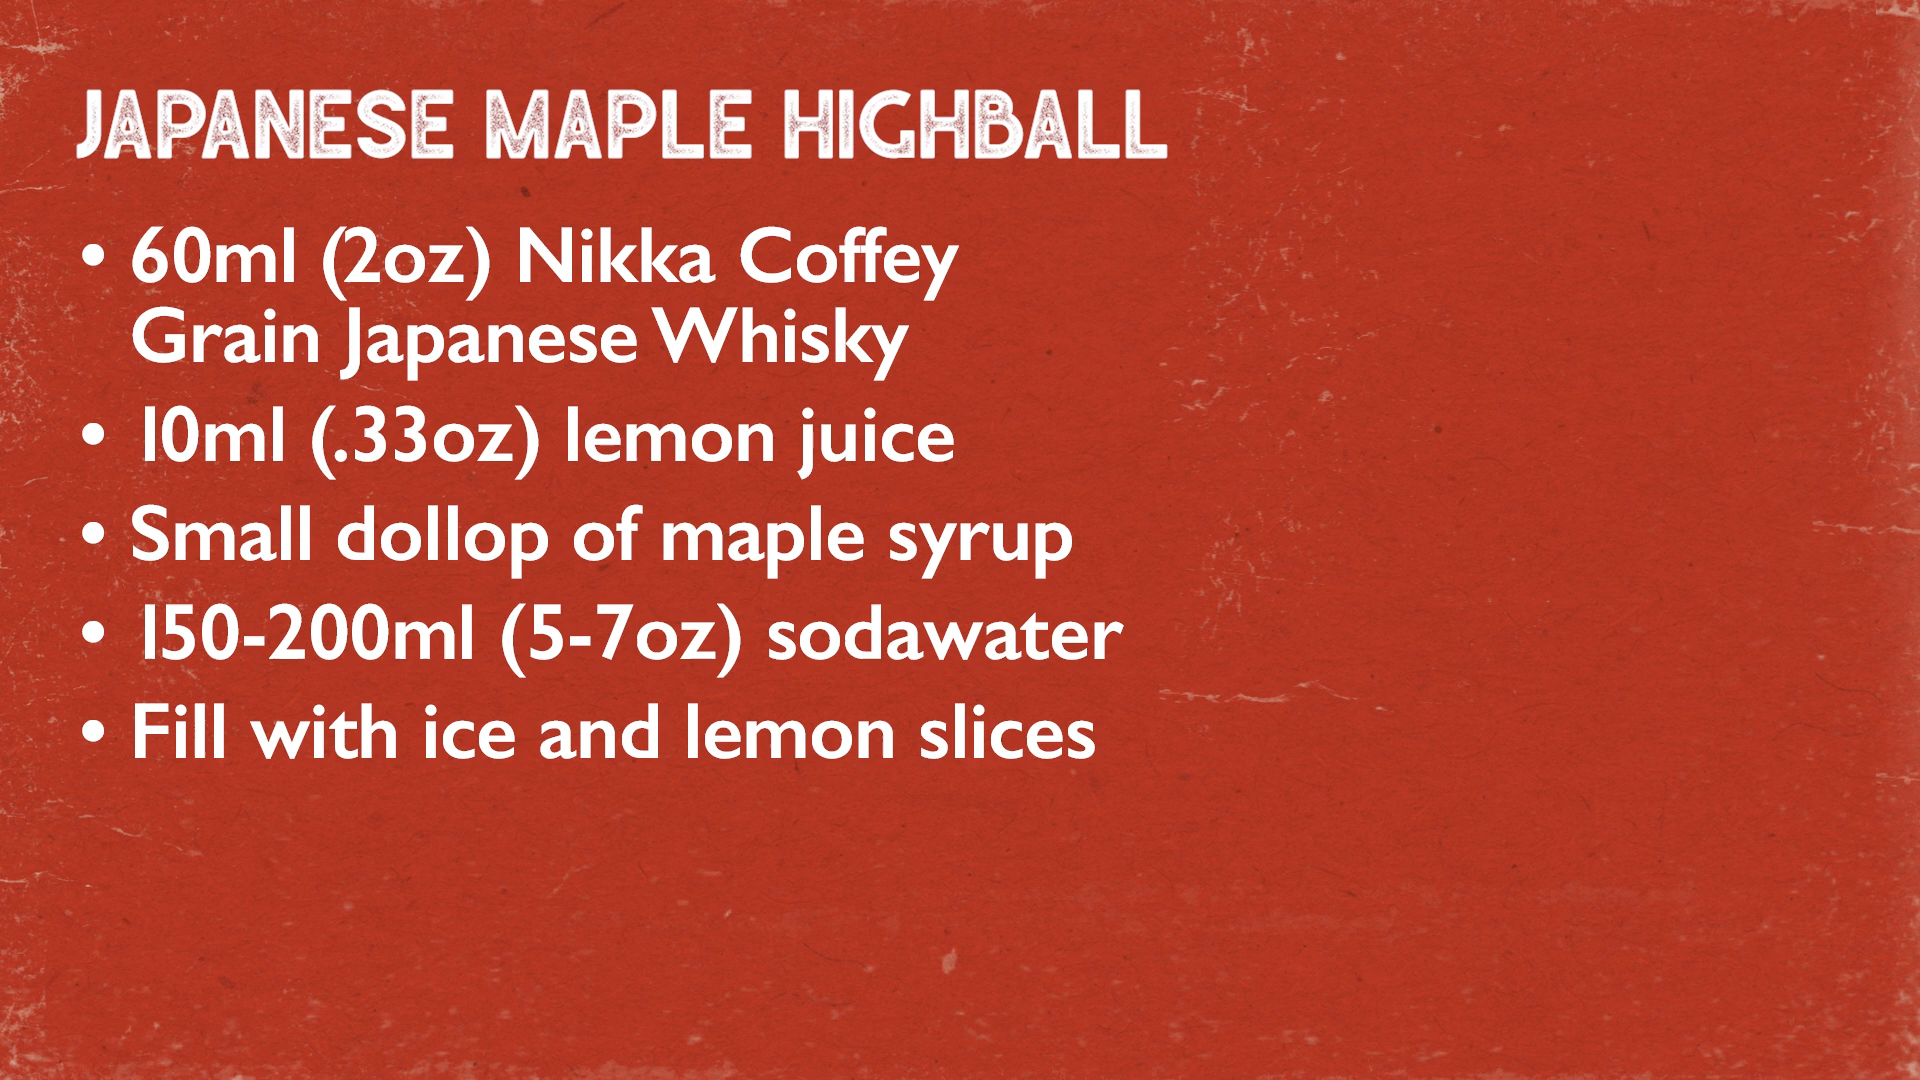 JAPANESE MAPLE HIGHBALL
• 60ml (2oz) Nikka Coffey
Grain Japanese Whisky
• 10ml (.33oz) lemon juice
• Small dollop of maple syrup
• 150-200ml (5-7oz) sodawater
• Fill with ice and lemon slices